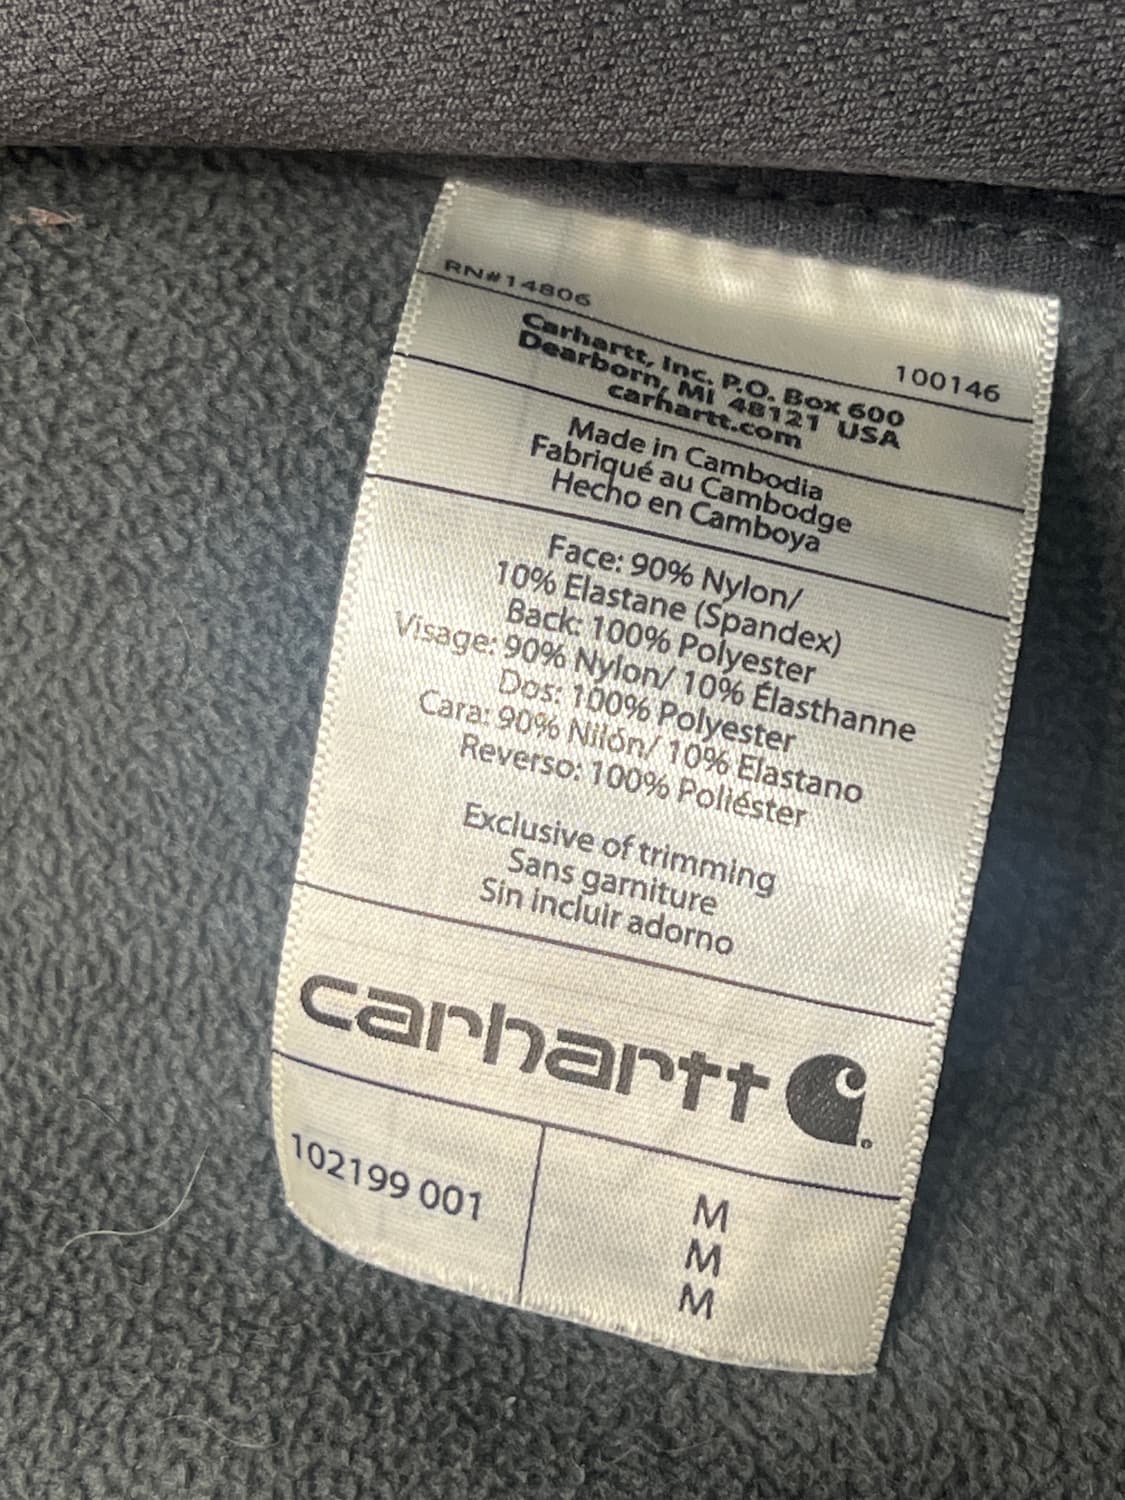 RN#14806
100146
Carhartt, Inc. P.O. Box 600
Dearborn, MI 48121 USA
carhartt.com
Made in Cambodia
Fabriqué au Cambodge
Hecho en Camboya
Face: 90% Nylon/
10% Elastane (Spandex)
Back: 100% Polyester
Visage: 90% Nylon/ 10% Élasthanne
Dos: 100% Polyester
Cara: 90% Nilón/ 10% Elastano
Reverso: 100% Poliéster
Exclusive of trimming
Sans garniture
Sin incluir adorno
carhartt
102199 001
M
M
M